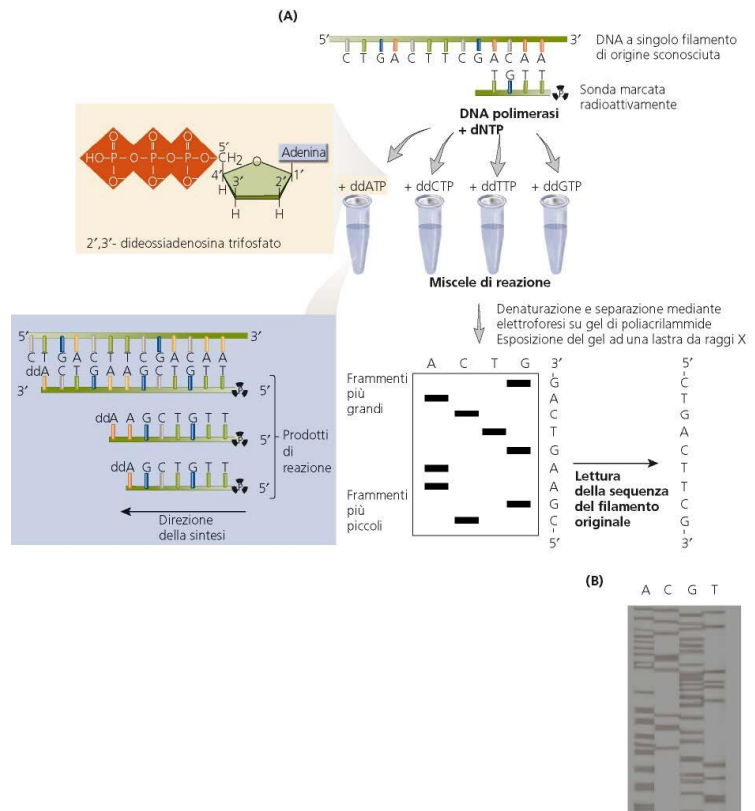 (A)
5′ 3′
C T G A C T T C G A C A A
DNA a singolo filamento
di origine sconosciuta
T G T T
P
Sonda marcata
radioattivamente
DNA polimerasi
+ dNTP
O O O
HO–P – O – P – O – P – O
O⁻ O⁻ O⁻
5′
CH2
O
Adenina
4′ 1′
3′ 2′
H H
H H
2′,3′- dideossiadenosina trifosfato
+ ddATP + ddCTP + ddTTP + ddGTP
Miscele di reazione
Denaturazione e separazione mediante
elettroforesi su gel di poliacrilammide
Esposizione del gel ad una lastra da raggi X
5′ 3′
C T G A C T T C G A C A A
ddA C T G A A G C T G T T
3′ P 5′
ddA A G C T G T T
P 5′
ddA G C T G T T
P 5′
Prodotti
di
reazione
Direzione
della sintesi
A C T G
Frammenti
più
grandi
Frammenti
più
piccoli
3′
G
A
C
T
G
A
A
G
C
5′
Lettura
della sequenza
del filamento
originale
5′
C
T
G
A
C
T
T
C
G
3′
(B)
A C G T